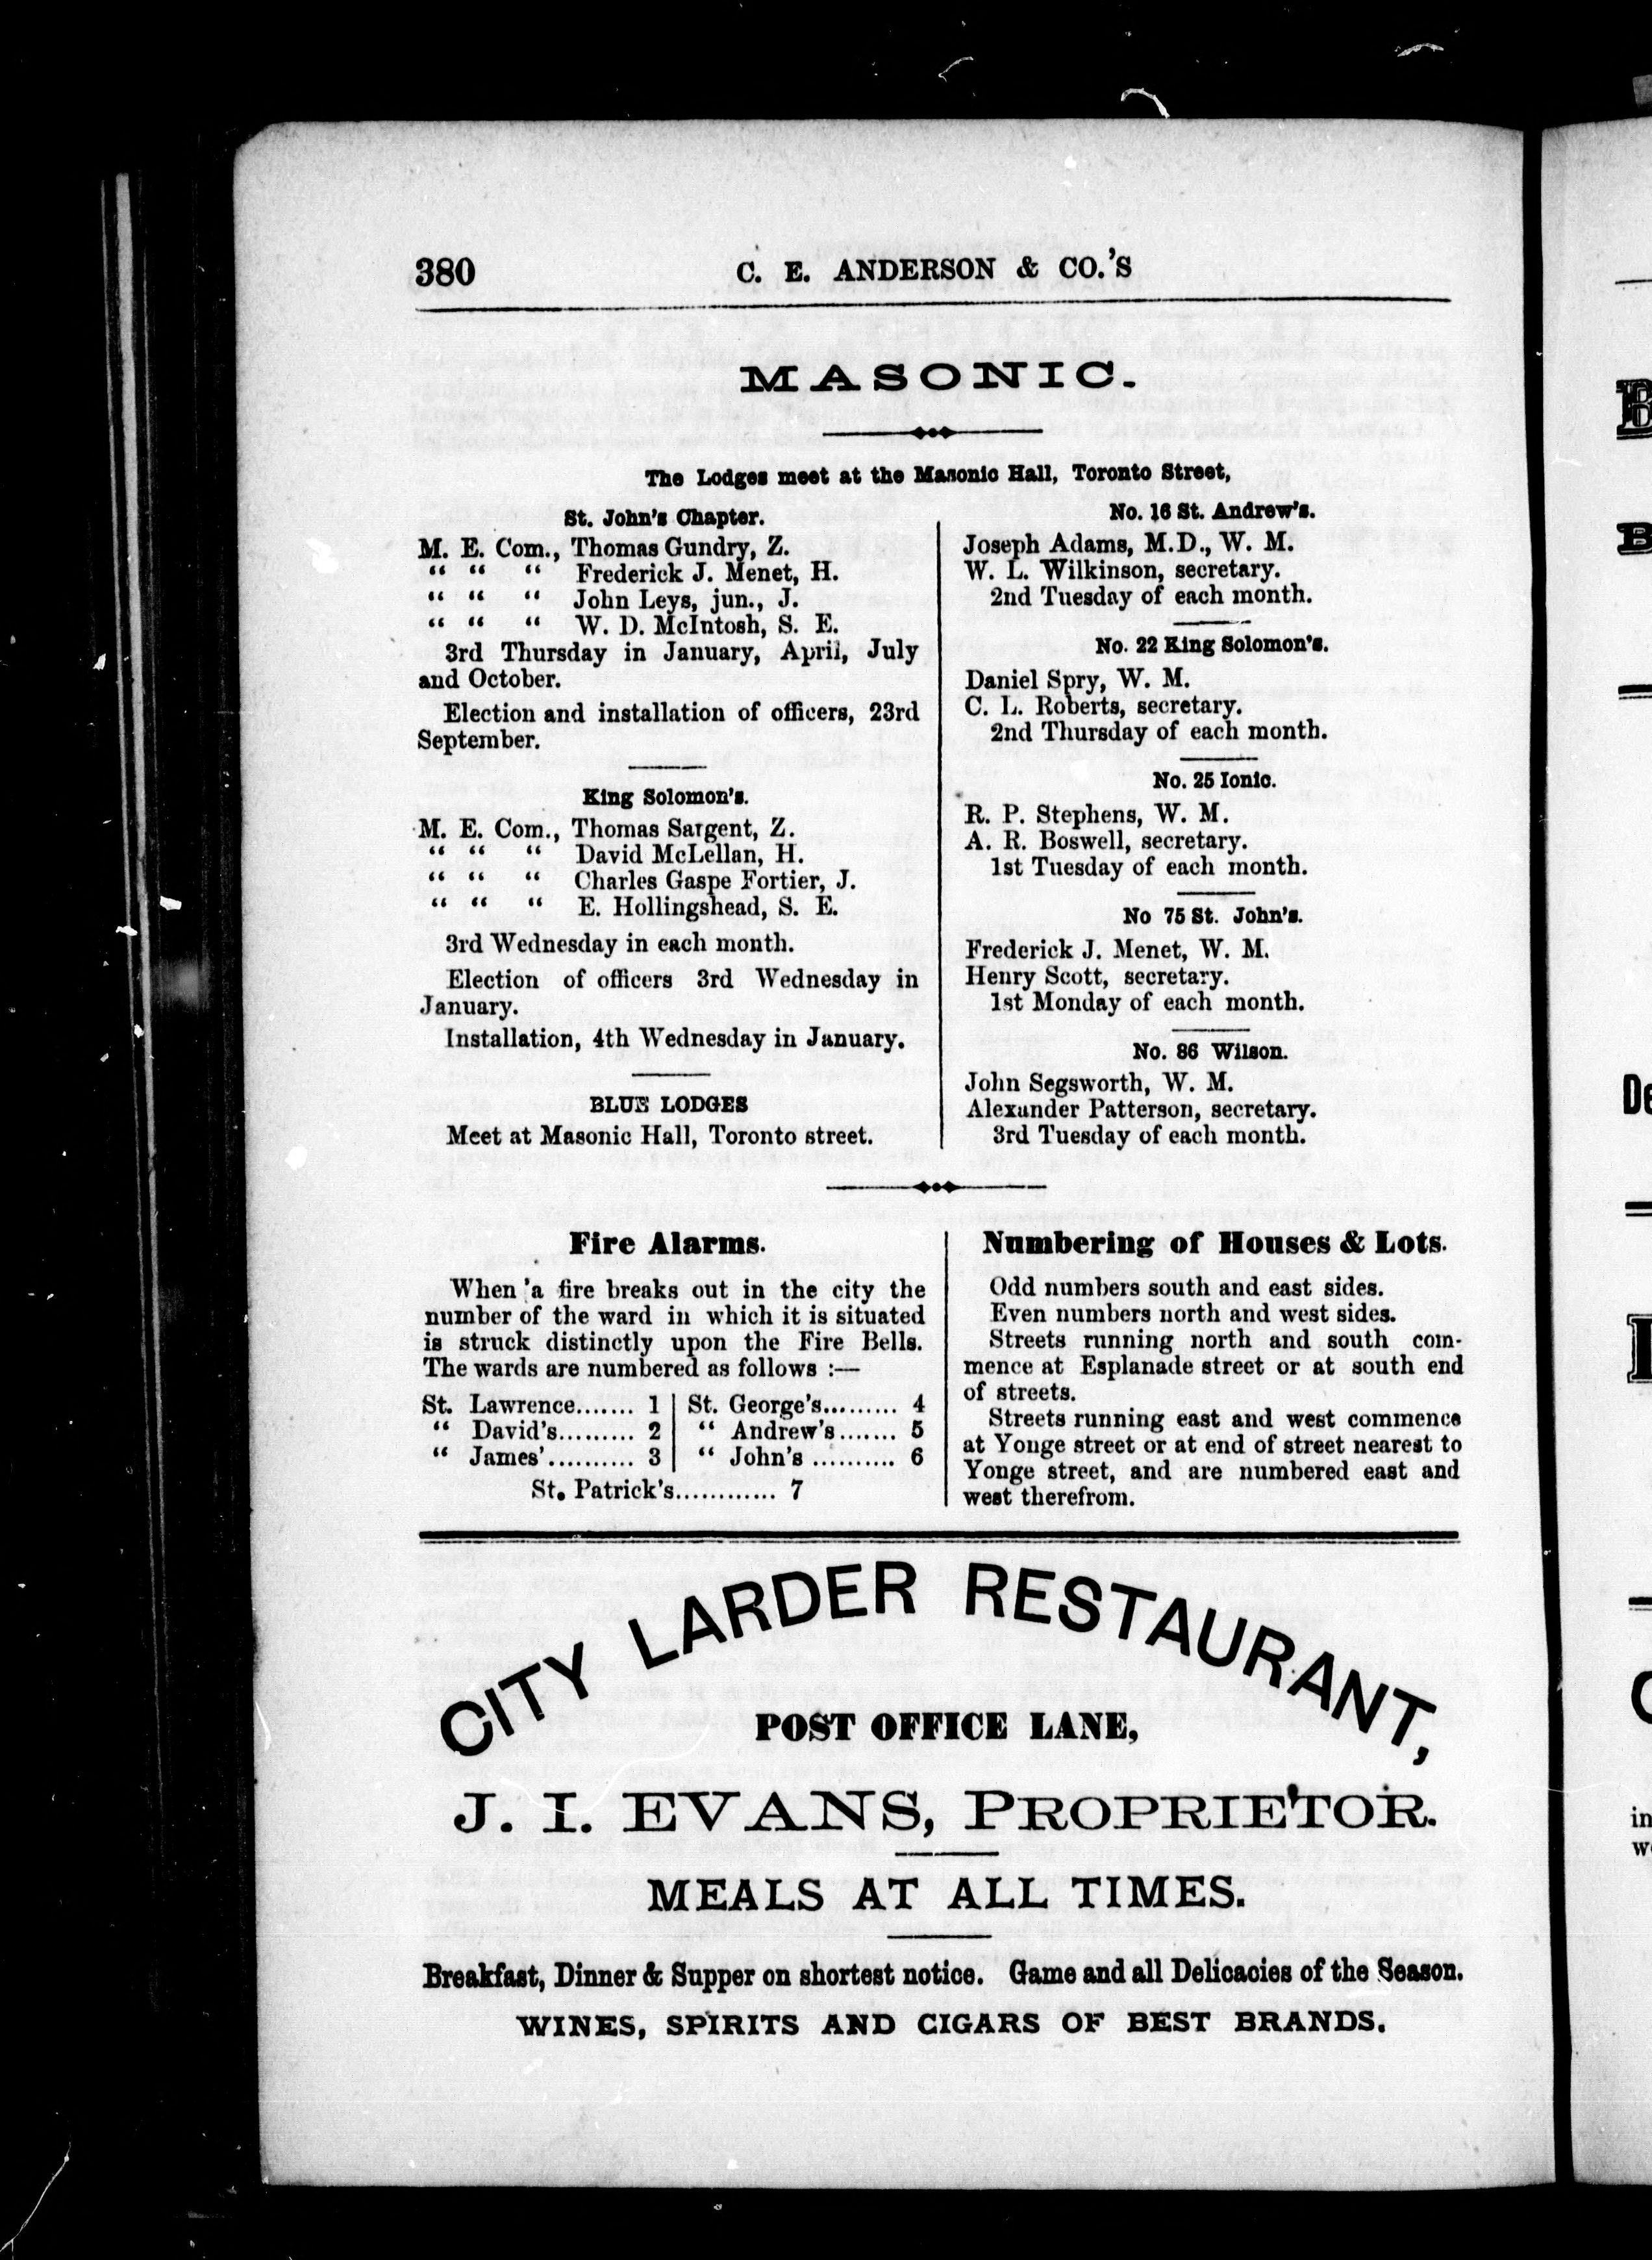 380
C. E. ANDERSON & CO.'S
MASONIC.
The Lodges meet at the Masonic Hall, Toronto Street,
St. John's Chapter.
M. E. Com., Thomas Gundry, Z.
“ “ “ Frederick J. Menet, H.
“ “ “ John Leys, jun., J.
“ “ “ W. D. McIntosh, S. E.
3rd Thursday in January, April, July
and October.
Election and installation of officers, 23rd
September.
King Solomon's.
M. E. Com., Thomas Sargent, Z.
“ “ “ David McLellan, H.
“ “ “ Charles Gaspe Fortier, J.
“ “ “ E. Hollingshead, S. E.
3rd Wednesday in each month.
Election of officers 3rd Wednesday in
January.
Installation, 4th Wednesday in January.
BLUE LODGES
Meet at Masonic Hall, Toronto street.
No. 16 St. Andrew's.
Joseph Adams, M.D., W. M.
W. L. Wilkinson, secretary.
2nd Tuesday of each month.
No. 22 King Solomon's.
Daniel Spry, W. M.
C. L. Roberts, secretary.
2nd Thursday of each month.
No. 25 Ionic.
R. P. Stephens, W. M.
A. R. Boswell, secretary.
1st Tuesday of each month.
No 75 St. John's.
Frederick J. Menet, W. M.
Henry Scott, secretary.
1st Monday of each month.
No. 86 Wilson.
John Segsworth, W. M.
Alexander Patterson, secretary.
3rd Tuesday of each month.
Fire Alarms.
When a fire breaks out in the city the
number of the ward in which it is situated
is struck distinctly upon the Fire Bells.
The wards are numbered as follows :—
St. Lawrence....... 1 | St. George's......... 4
“ David's......... 2 | “ Andrew's....... 5
“ James'.......... 3 | “ John's .......... 6
St. Patrick's............ 7
Numbering of Houses & Lots.
Odd numbers south and east sides.
Even numbers north and west sides.
Streets running north and south com-
mence at Esplanade street or at south end
of streets.
Streets running east and west commence
at Yonge street or at end of street nearest to
Yonge street, and are numbered east and
west therefrom.
CITY LARDER RESTAURANT,
POST OFFICE LANE,
J. I. EVANS, PROPRIETOR.
MEALS AT ALL TIMES.
Breakfast, Dinner & Supper on shortest notice. Game and all Delicacies of the Season.
WINES, SPIRITS AND CIGARS OF BEST BRANDS.